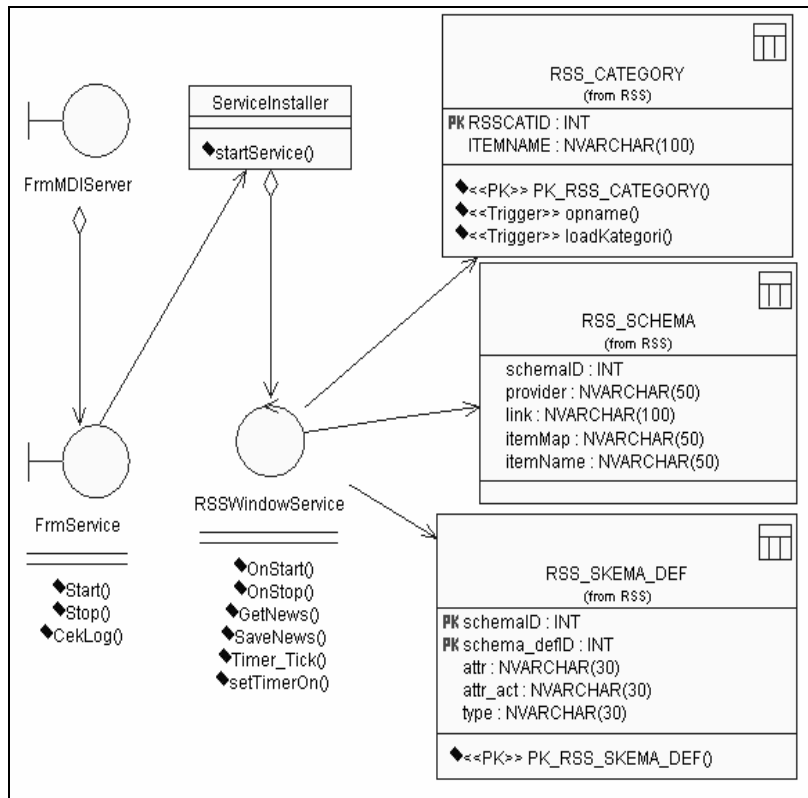 FrmMDIServer
ServiceInstaller
startService()
RSS_CATEGORY
(from RSS)
PK RSSCATID : INT
ITEMNAME : NVARCHAR(100)
<<PK>> PK_RSS_CATEGORY()
<<Trigger>> opname()
<<Trigger>> loadKategori()
RSS_SCHEMA
(from RSS)
schemaID : INT
provider : NVARCHAR(50)
link : NVARCHAR(100)
itemMap : NVARCHAR(50)
itemName : NVARCHAR(50)
FrmService
Start()
Stop()
CekLog()
RSSWindowService
OnStart()
OnStop()
GetNews()
SaveNews()
Timer_Tick()
setTimerOn()
RSS_SKEMA_DEF
(from RSS)
PK schemaID : INT
PK schema_defID : INT
attr : NVARCHAR(30)
attr_act : NVARCHAR(30)
type : NVARCHAR(30)
<<PK>> PK_RSS_SKEMA_DEF()